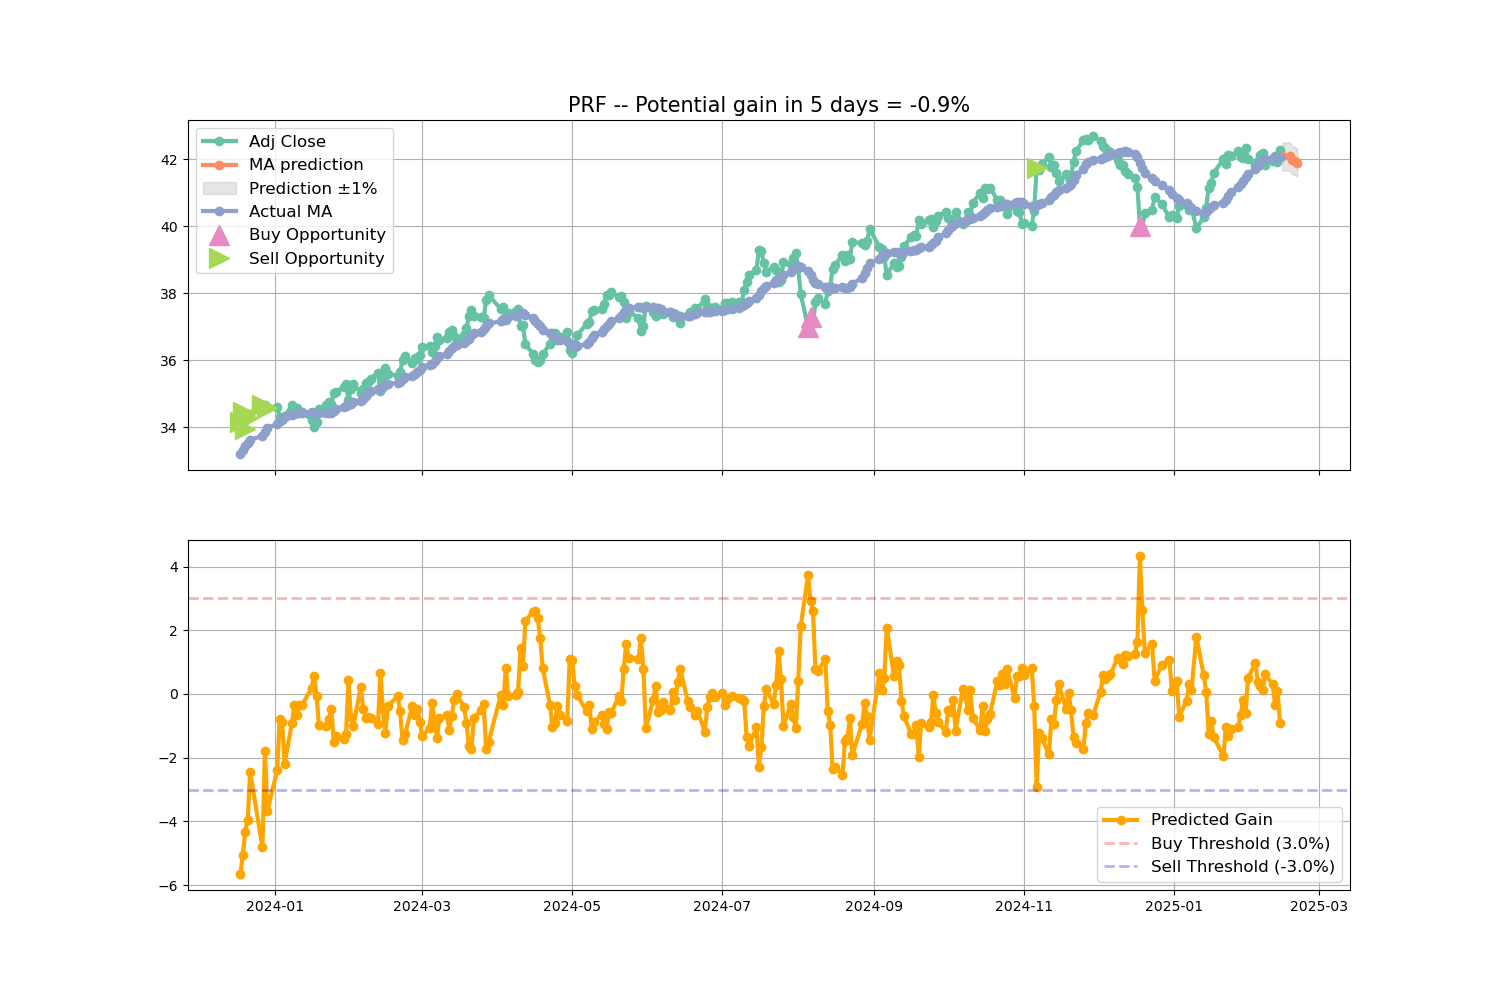 PRF -- Potential gain in 5 days = -0.9%
Adj Close
MA prediction
Prediction ±1%
Actual MA
Buy Opportunity
Sell Opportunity
42
40
38
36
34
4
2
0
−2
−4
−6
Predicted Gain
Buy Threshold (3.0%)
Sell Threshold (-3.0%)
2024-01 2024-03 2024-05 2024-07 2024-09 2024-11 2025-01 2025-03